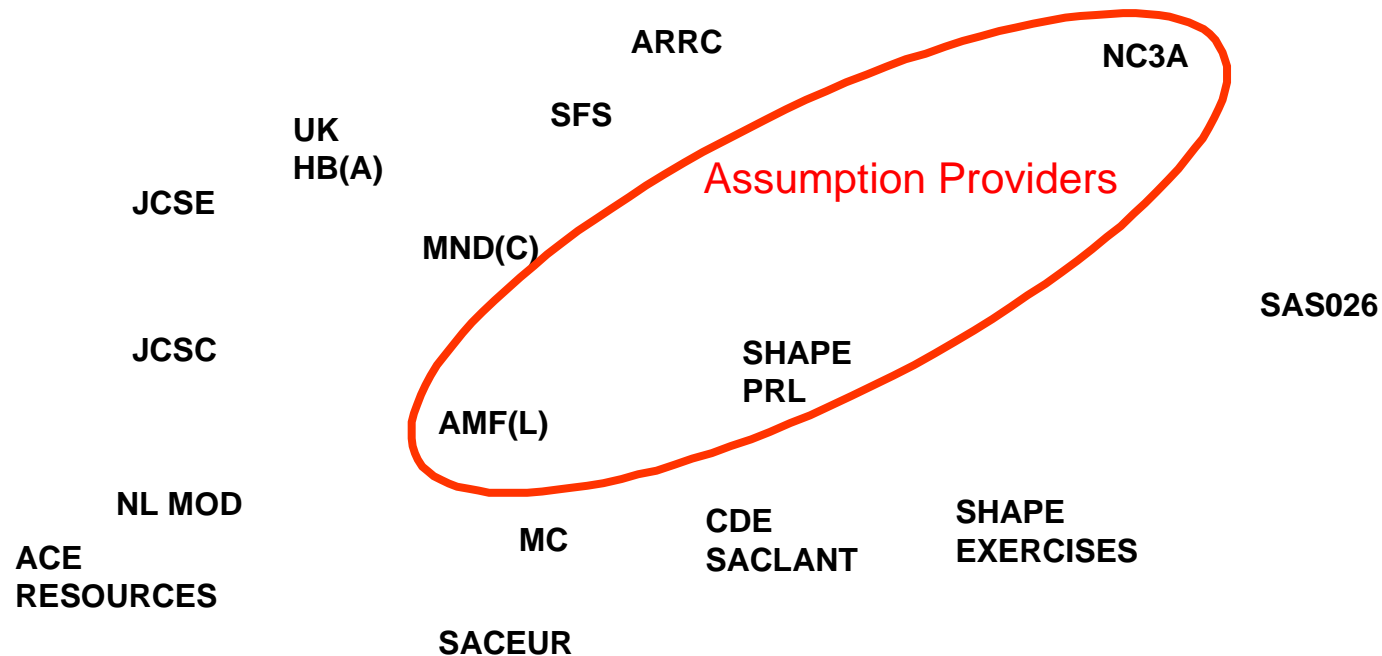 ARRC
NC3A
SFS
UK
HB(A)
Assumption Providers
JCSE
MND(C)
SAS026
JCSC
SHAPE
PRL
AMF(L)
NL MOD
MC
CDE
SACLANT
SHAPE
EXERCISES
ACE
RESOURCES
SACEUR